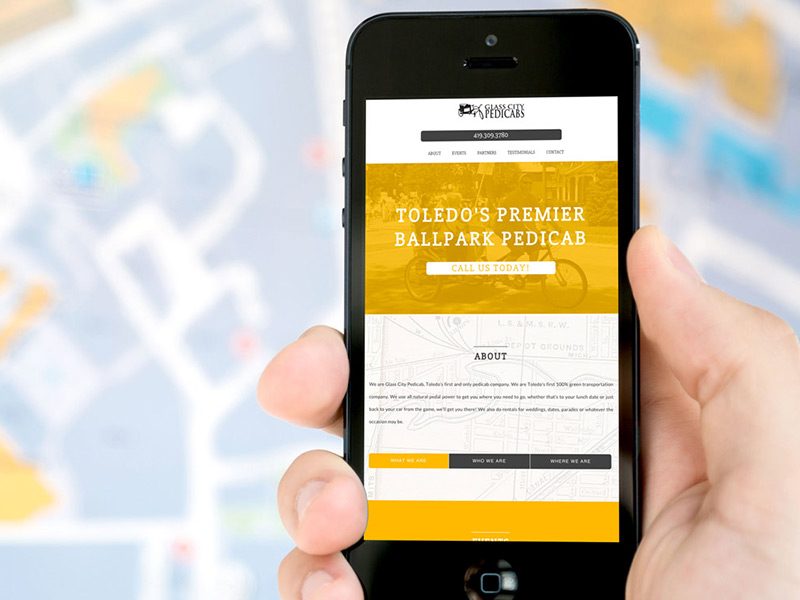 GLASS CITY
PEDICABS
419.309.3780
ABOUT EVENTS PARTNERS TESTIMONIALS CONTACT
TOLEDO'S PREMIER
BALLPARK PEDICAB
CALL US TODAY!
L. S. & M. S. R. W.
DEPOT GROUNDS
ABOUT
We are Glass City Pedicab, Toledo's first and only pedicab company. We are Toledo's first 100% green transportation
company. We use all natural pedal power to get you where you need to go, whether that's to your lunch date or just
back to your car from the game, we'll get you there! We also do rentals for weddings, dates, parades or whatever the
occasion may be.
WHAT WE ARE WHO WE ARE WHERE WE ARE
EVENTS